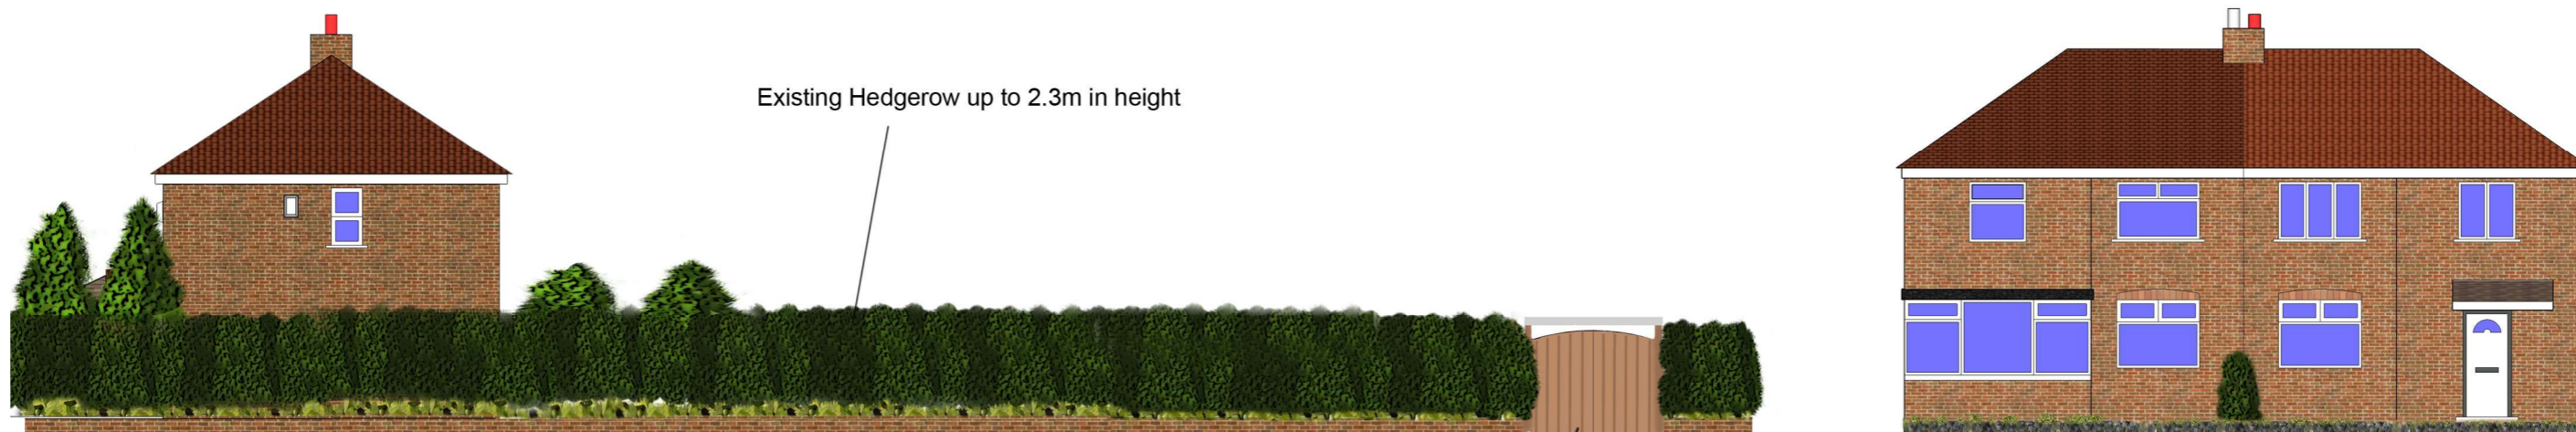 Existing Hedgerow up to 2.3m in height